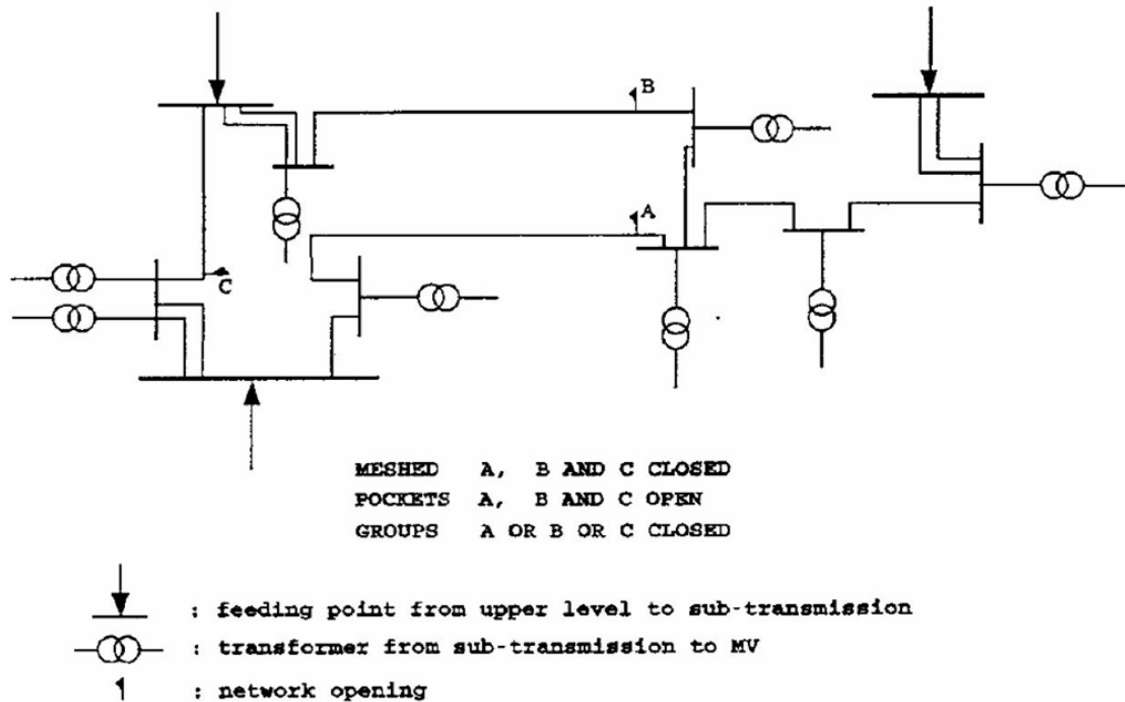 B
A
C
MESHED A, B AND C CLOSED
POCKETS A, B AND C OPEN
GROUPS A OR B OR C CLOSED
: feeding point from upper level to sub-transmission
: transformer from sub-transmission to MV
: network opening